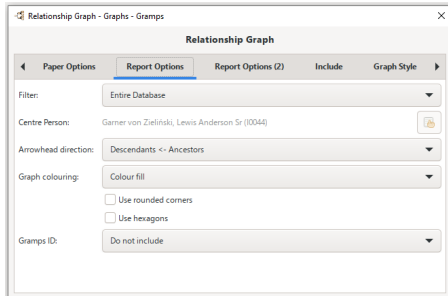 Relationship Graph - Graphs - Gramps
Relationship Graph
Paper Options Report Options Report Options (2) Include Graph Style
Filter: Entire Database
Centre Person: Garner von Zieliński, Lewis Anderson Sr (I0044)
Arrowhead direction: Descendants <- Ancestors
Graph colouring: Colour fill
Use rounded corners
Use hexagons
Gramps ID: Do not include